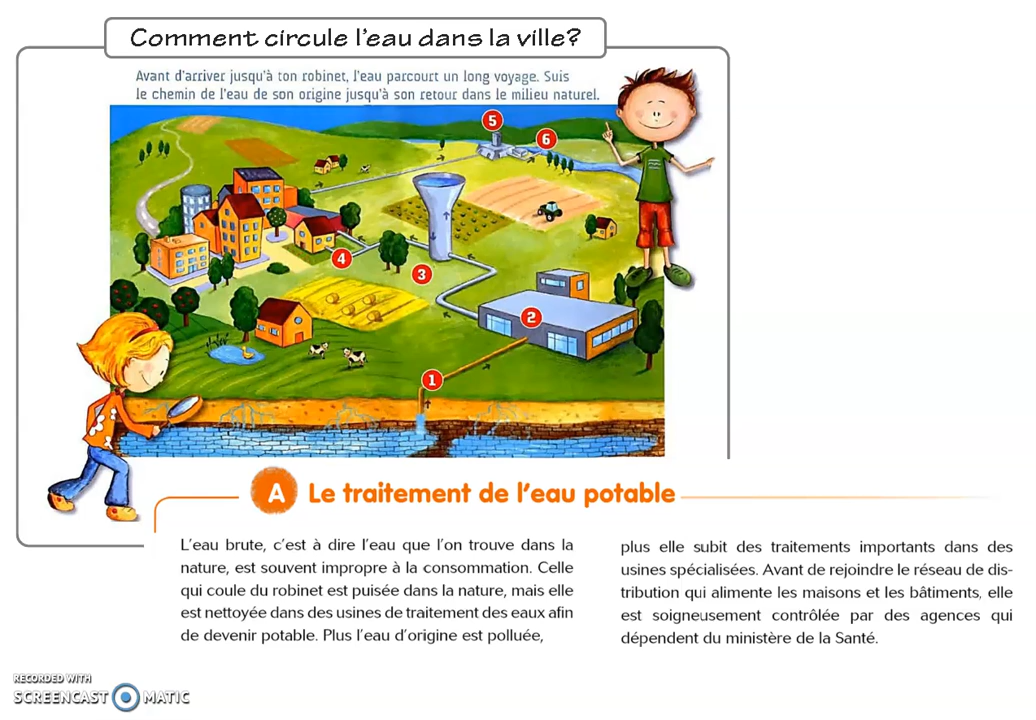 Comment circule l'eau dans la ville?
Avant d'arriver jusqu'à ton robinet, l'eau parcourt un long voyage. Suis
le chemin de l'eau de son origine jusqu'à son retour dans le milieu naturel.
5
6
4
3
2
1
A Le traitement de l'eau potable
L'eau brute, c'est à dire l'eau que l'on trouve dans la
nature, est souvent impropre à la consommation. Celle
qui coule du robinet est puisée dans la nature, mais elle
est nettoyée dans des usines de traitement des eaux afin
de devenir potable. Plus l'eau d'origine est polluée,
plus elle subit des traitements importants dans des
usines spécialisées. Avant de rejoindre le réseau de dis-
tribution qui alimente les maisons et les bâtiments, elle
est soigneusement contrôlée par des agences qui
dépendent du ministère de la Santé.
RECORDED WITH
SCREENCAST MATIC